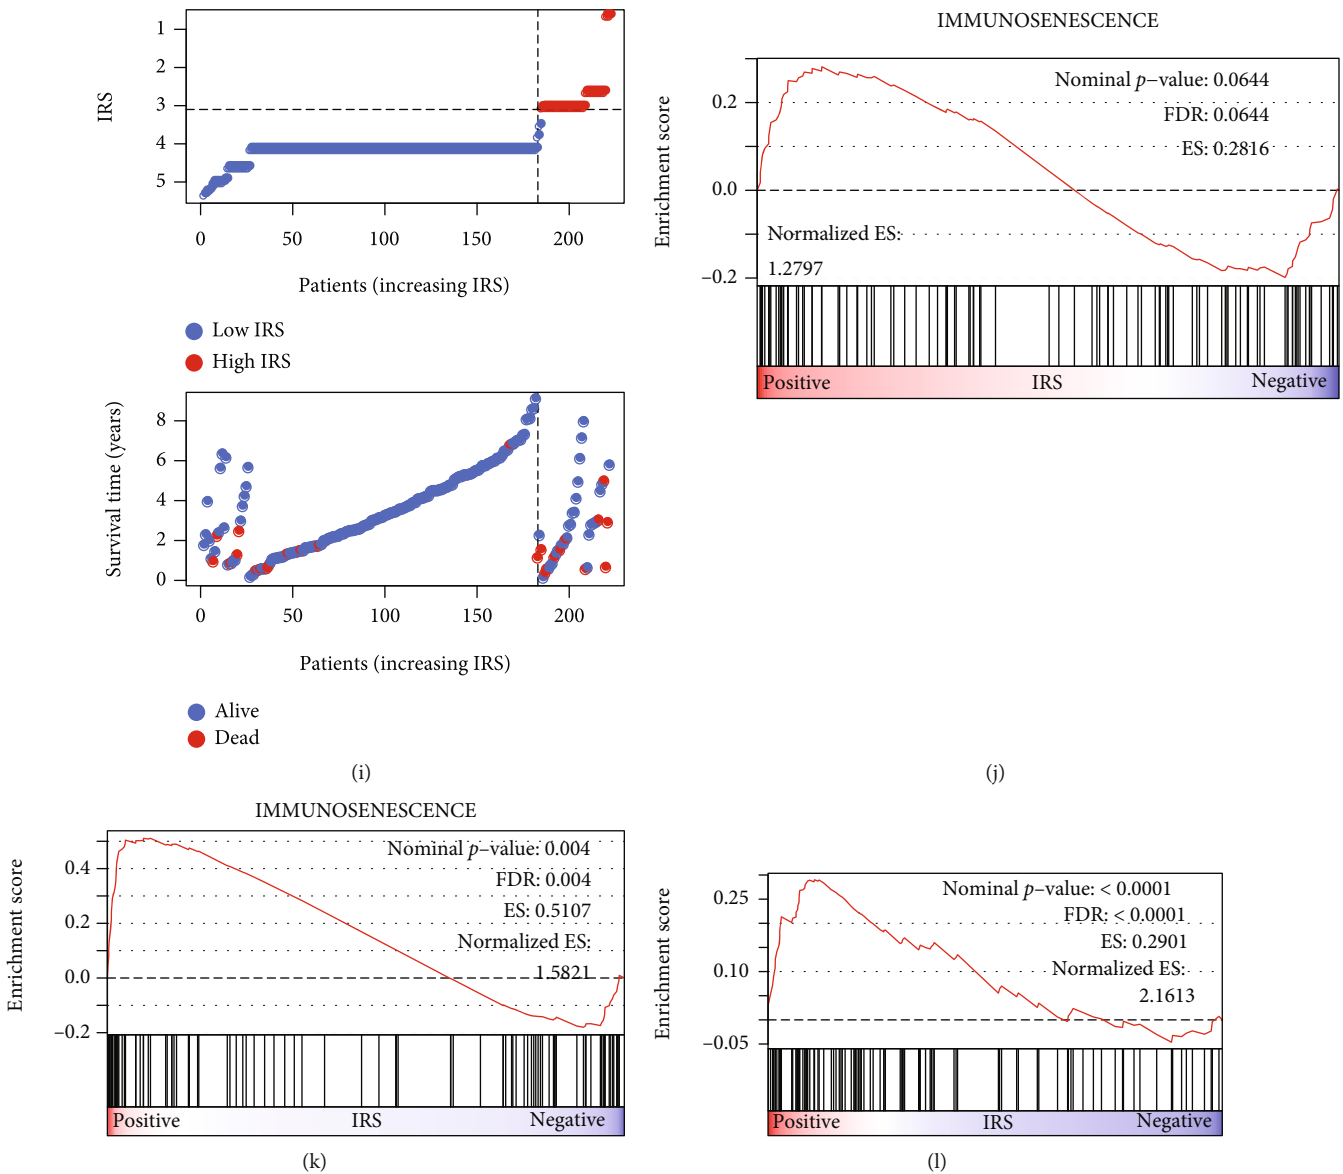 IRS
1
2
3
4
5
0 50 100 150 200
Patients (increasing IRS)
Low IRS
High IRS
Survival time (years)
8
6
4
2
0
0 50 100 150 200
Patients (increasing IRS)
Alive
Dead
(i)
IMMUNOSENESCENCE
Enrichment score
0.2
0.0
−0.2
Nominal p−value: 0.0644
FDR: 0.0644
ES: 0.2816
Normalized ES:
1.2797
Positive IRS Negative
(j)
IMMUNOSENESCENCE
Enrichment score
0.4
0.2
0.0
−0.2
Nominal p−value: 0.004
FDR: 0.004
ES: 0.5107
Normalized ES:
1.5821
Positive IRS Negative
(k)
Enrichment score
0.25
0.10
−0.05
Nominal p−value: < 0.0001
FDR: < 0.0001
ES: 0.2901
Normalized ES:
2.1613
Positive IRS Negative
(l)